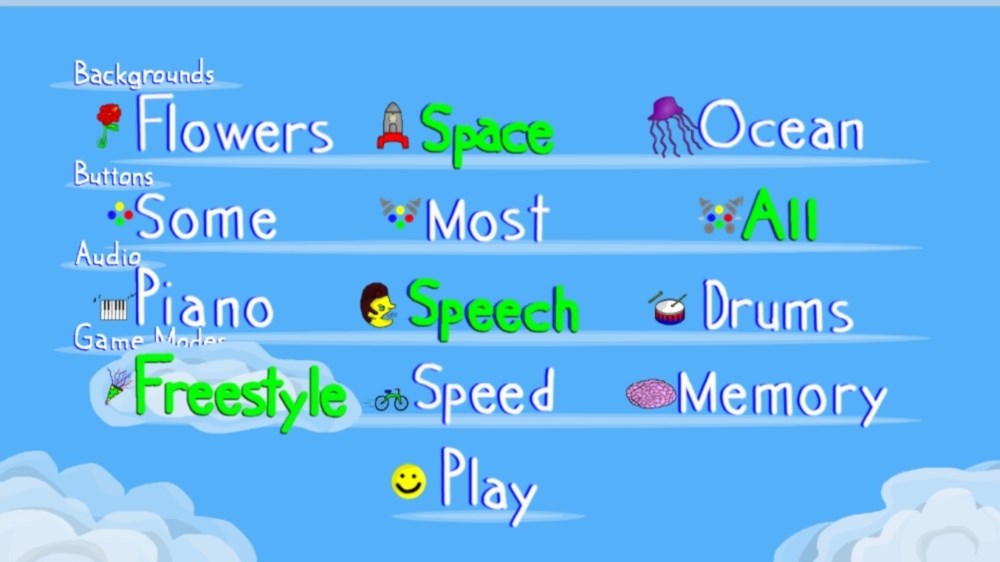 Backgrounds
Flowers Space Ocean
Buttons
Some Most All
Audio
Piano Speech Drums
Game Modes
Freestyle Speed Memory
Play